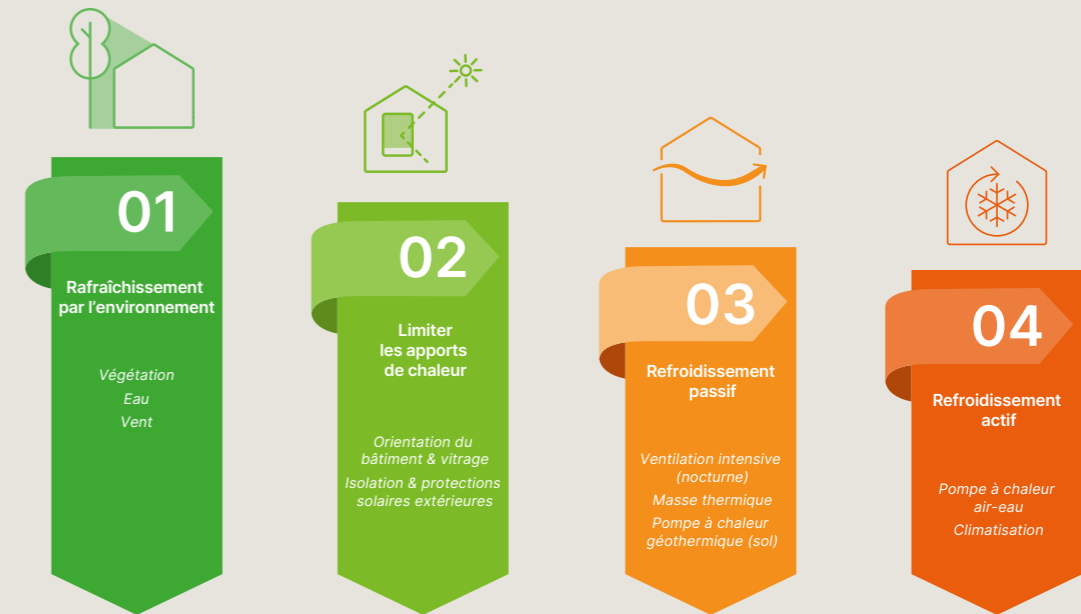 01
Rafraîchissement
par l'environnement
Végétation
Eau
Vent
02
Limiter
les apports
de chaleur
Orientation du
bâtiment & vitrage
Isolation & protections
solaires extérieures
03
Refroidissement
passif
Ventilation intensive
(nocturne)
Masse thermique
Pompe à chaleur
géothermique (sol)
04
Refroidissement
actif
Pompe à chaleur
air-eau
Climatisation